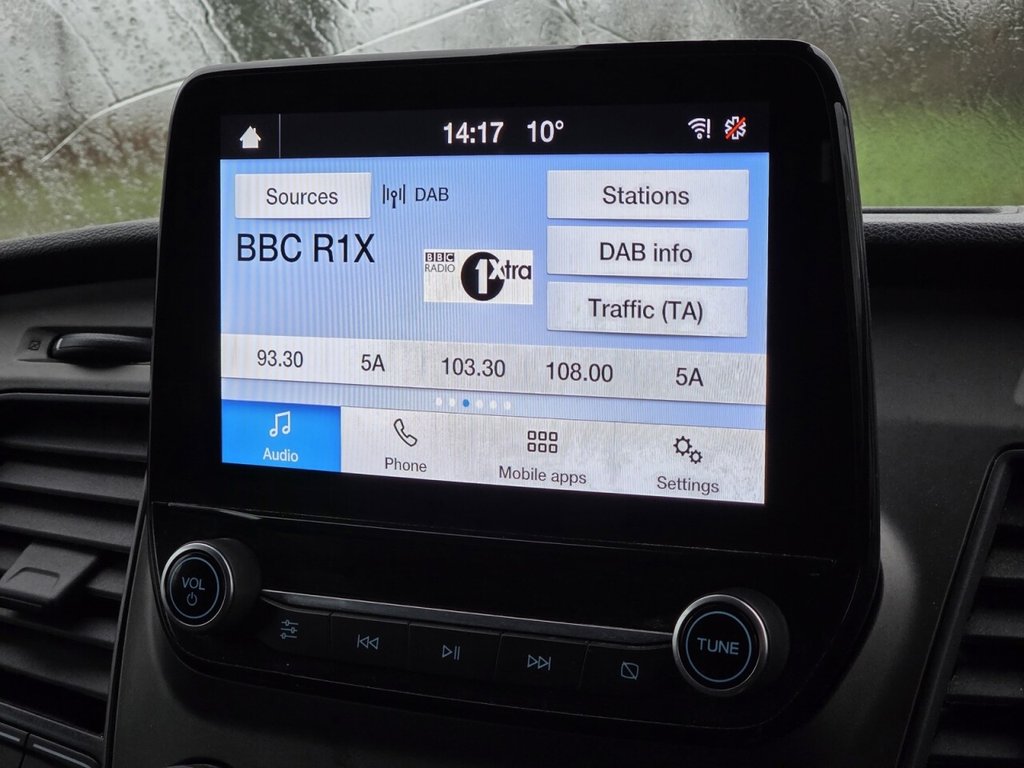 14:17 10°
Sources
DAB
Stations
BBC R1X
BBC
RADIO
1Xtra
DAB info
Traffic (TA)
93.30 5A 103.30 108.00 5A
Audio Phone Mobile apps Settings
VOL
TUNE